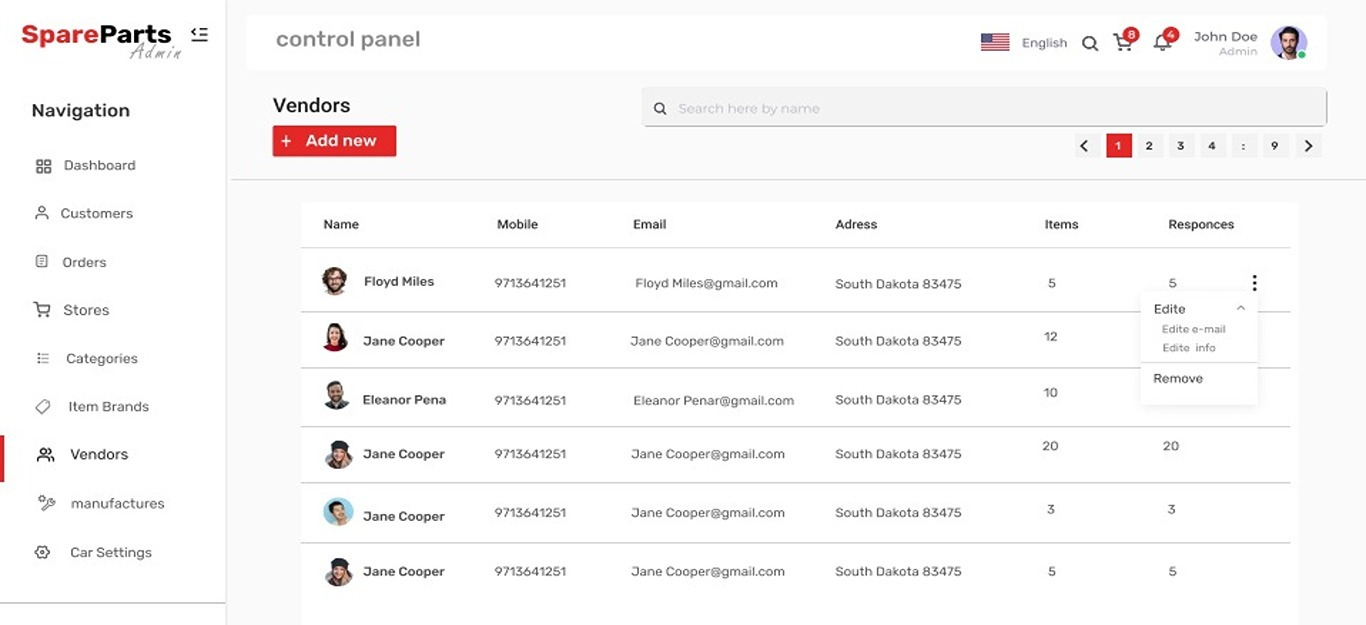 SpareParts
Admin
control panel
English
8
4
John Doe
Admin
Navigation
Dashboard
Customers
Orders
Stores
Categories
Item Brands
Vendors
manufactures
Car Settings
Vendors
Search here by name
+ Add new
1 2 3 4 : 9
Name Mobile Email Adress Items Responces
Floyd Miles 9713641251 Floyd Miles@gmail.com South Dakota 83475 5 5
Edite
Edite e-mail
Edite info
Remove
Jane Cooper 9713641251 Jane Cooper@gmail.com South Dakota 83475 12
Eleanor Pena 9713641251 Eleanor Penar@gmail.com South Dakota 83475 10
Jane Cooper 9713641251 Jane Cooper@gmail.com South Dakota 83475 20 20
Jane Cooper 9713641251 Jane Cooper@gmail.com South Dakota 83475 3 3
Jane Cooper 9713641251 Jane Cooper@gmail.com South Dakota 83475 5 5